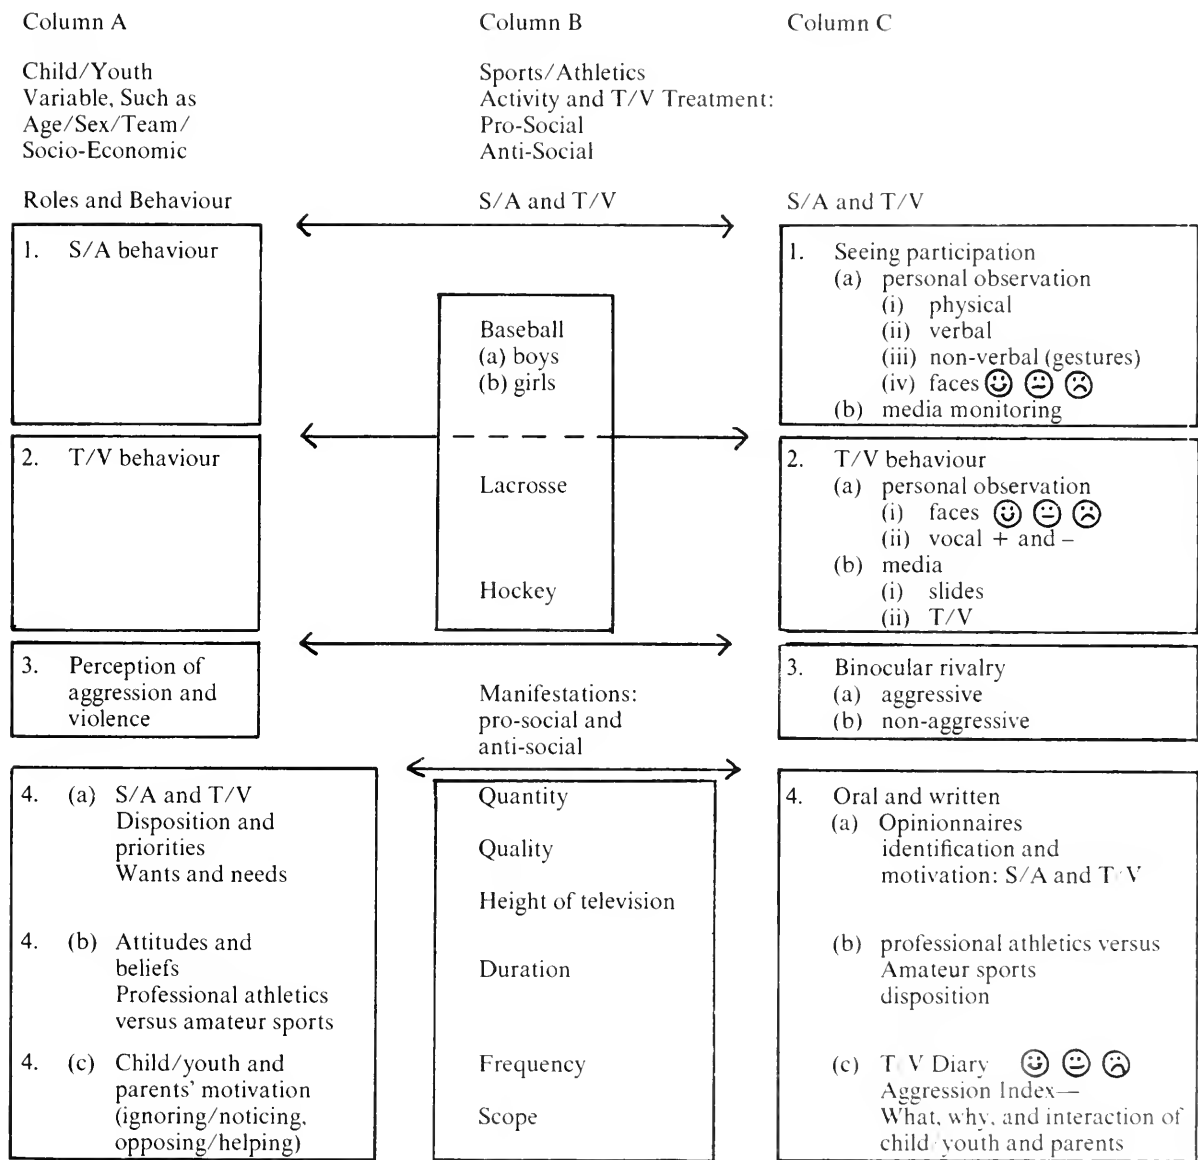 Column A
Child/Youth
Variable, Such as
Age/Sex/Team/
Socio-Economic
Roles and Behaviour
1. S/A behaviour
2. T/V behaviour
3. Perception of
aggression and
violence
4. (a) S/A and T/V
Disposition and
priorities
Wants and needs
4. (b) Attitudes and
beliefs
Professional athletics
versus amateur sports
4. (c) Child/youth and
parents' motivation
(ignoring/noticing,
opposing/helping)
Column B
Sports/Athletics
Activity and T/V Treatment:
Pro-Social
Anti-Social
S/A and T/V
Baseball
(a) boys
(b) girls
Lacrosse
Hockey
Manifestations:
pro-social and
anti-social
Quantity
Quality
Height of television
Duration
Frequency
Scope
Column C
S/A and T/V
1. Seeing participation
(a) personal observation
(i) physical
(ii) verbal
(iii) non-verbal (gestures)
(iv) faces
(b) media monitoring
2. T/V behaviour
(a) personal observation
(i) faces
(ii) vocal + and –
(b) media
(i) slides
(ii) T/V
3. Binocular rivalry
(a) aggressive
(b) non-aggressive
4. Oral and written
(a) Opinionnaires
identification and
motivation: S/A and T/V
(b) professional athletics versus
Amateur sports
disposition
(c) T/V Diary
Aggression Index—
What, why, and interaction of
child/youth and parents